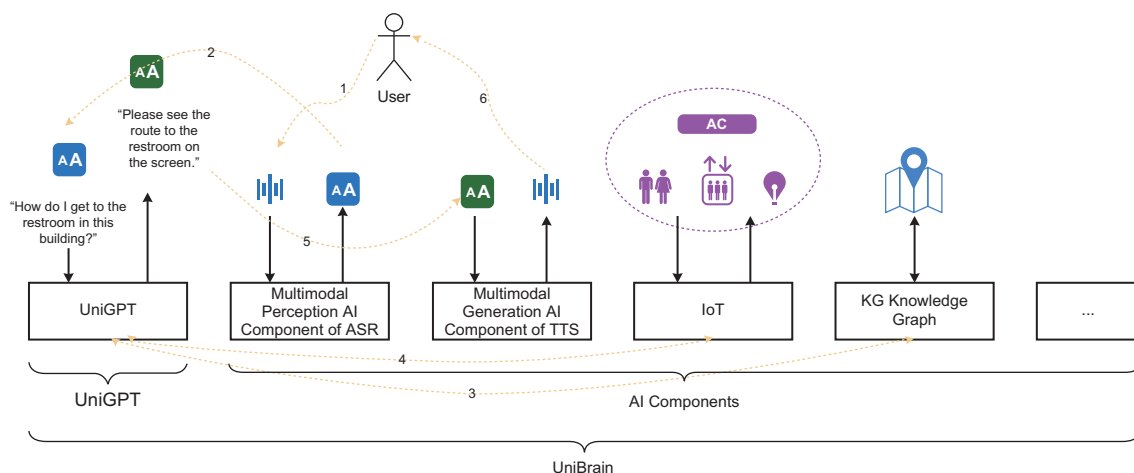 2
1
6
User
AA
"Please see the
route to the
restroom on
the screen."
AA
"How do I get to the
restroom in this
building?"
AA
5
AA
AC
UniGPT
Multimodal
Perception AI
Component of ASR
Multimodal
Generation AI
Component of TTS
IoT
KG Knowledge
Graph
...
4
3
UniGPT
AI Components
UniBrain